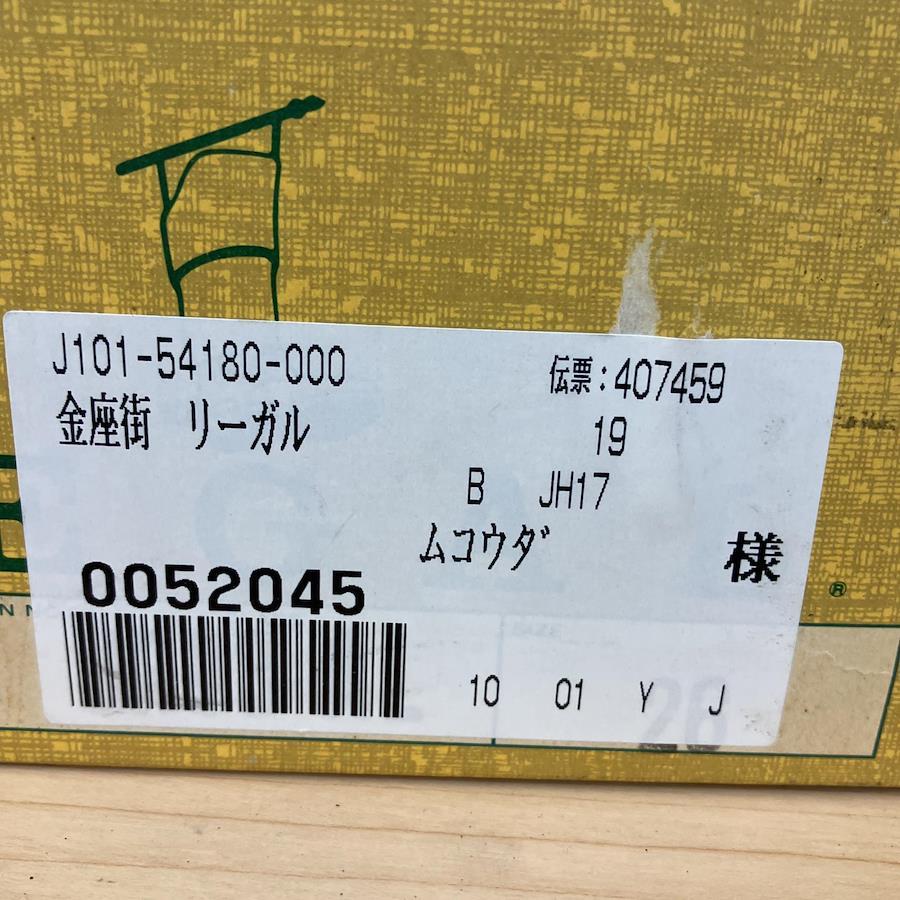 J101-54180-000
伝票:407459
金座街 リーガル
19
B JH17
ムコウダ
様
0052045
®
10 01 Y J